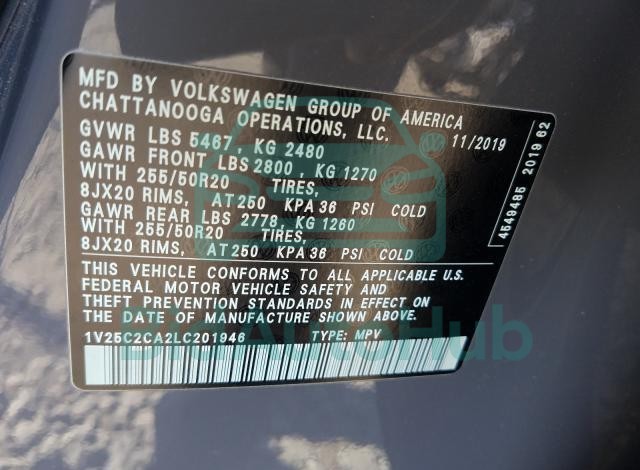 MFD BY VOLKSWAGEN GROUP OF AMERICA
CHATTANOOGA OPERATIONS, LLC. 11/2019
GVWR LBS 5467, KG 2480
GAWR FRONT LBS 2800, KG 1270
WITH 255/50R20 TIRES,
8JX20 RIMS, AT 250 KPA 36 PSI COLD
GAWR REAR LBS 2778, KG 1260
WITH 255/50R20 TIRES,
8JX20 RIMS, AT 250 KPA 36 PSI COLD
THIS VEHICLE CONFORMS TO ALL APPLICABLE U.S.
FEDERAL MOTOR VEHICLE SAFETY AND
THEFT PREVENTION STANDARDS IN EFFECT ON
THE DATE OF MANUFACTURE SHOWN ABOVE.
1V25C2CA2LC201946 TYPE: MPV
4549485 2019 62
BidAutoHub